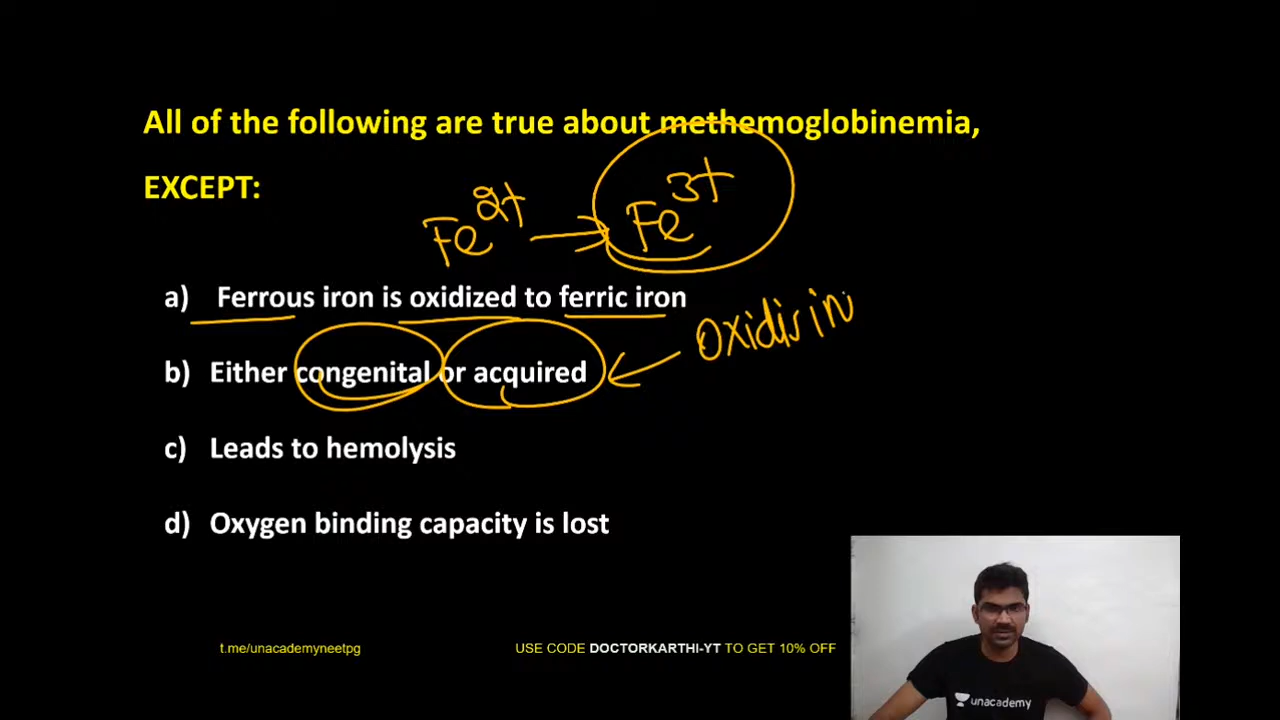 All of the following are true about methemoglobinemia,
EXCEPT:
Fe2+ → Fe3+
a) Ferrous iron is oxidized to ferric iron
oxidisin
b) Either congenital or acquired
c) Leads to hemolysis
d) Oxygen binding capacity is lost
t.me/unacademyneetpg
USE CODE DOCTORKARTHI-YT TO GET 10% OFF
unacademy